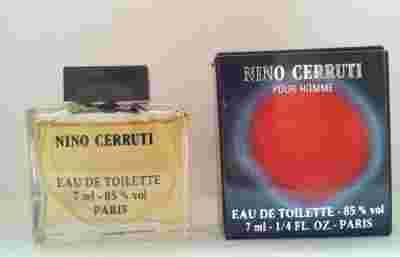 NINO CERRUTI
EAU DE TOILETTE
7 ml - 85 % vol
PARIS
NINO CERRUTI
POUR HOMME
EAU DE TOILETTE - 85 % vol
7 ml - 1/4 FL. OZ - PARIS